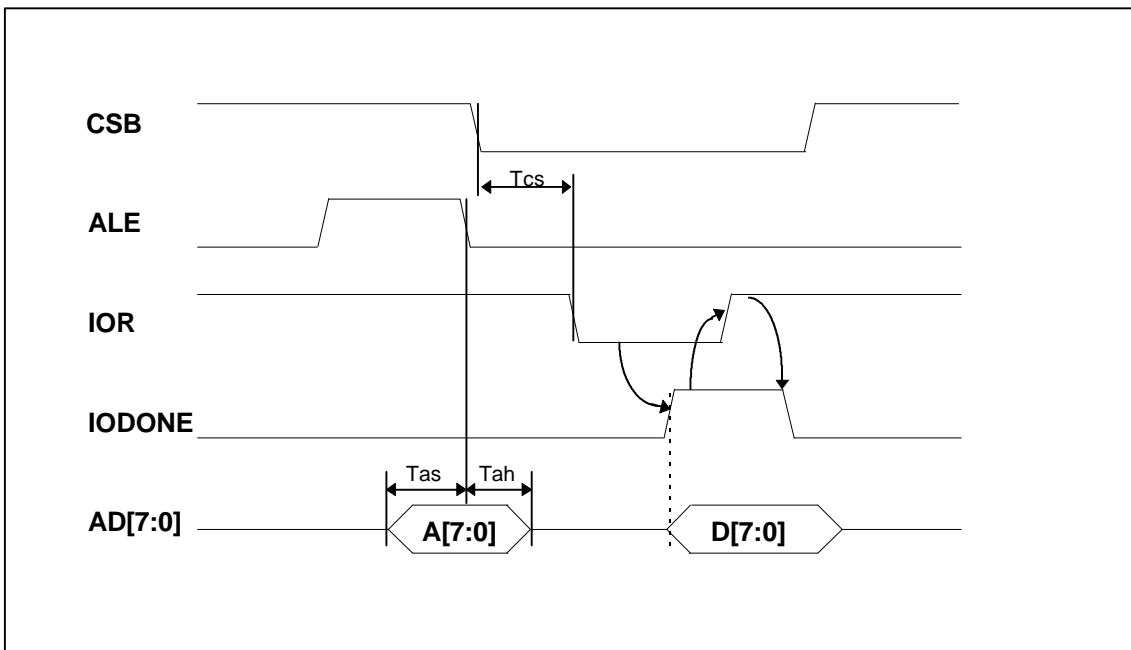 CSB
Tcs
ALE
IOR
IODONE
Tas Tah
AD[7:0] A[7:0] D[7:0]